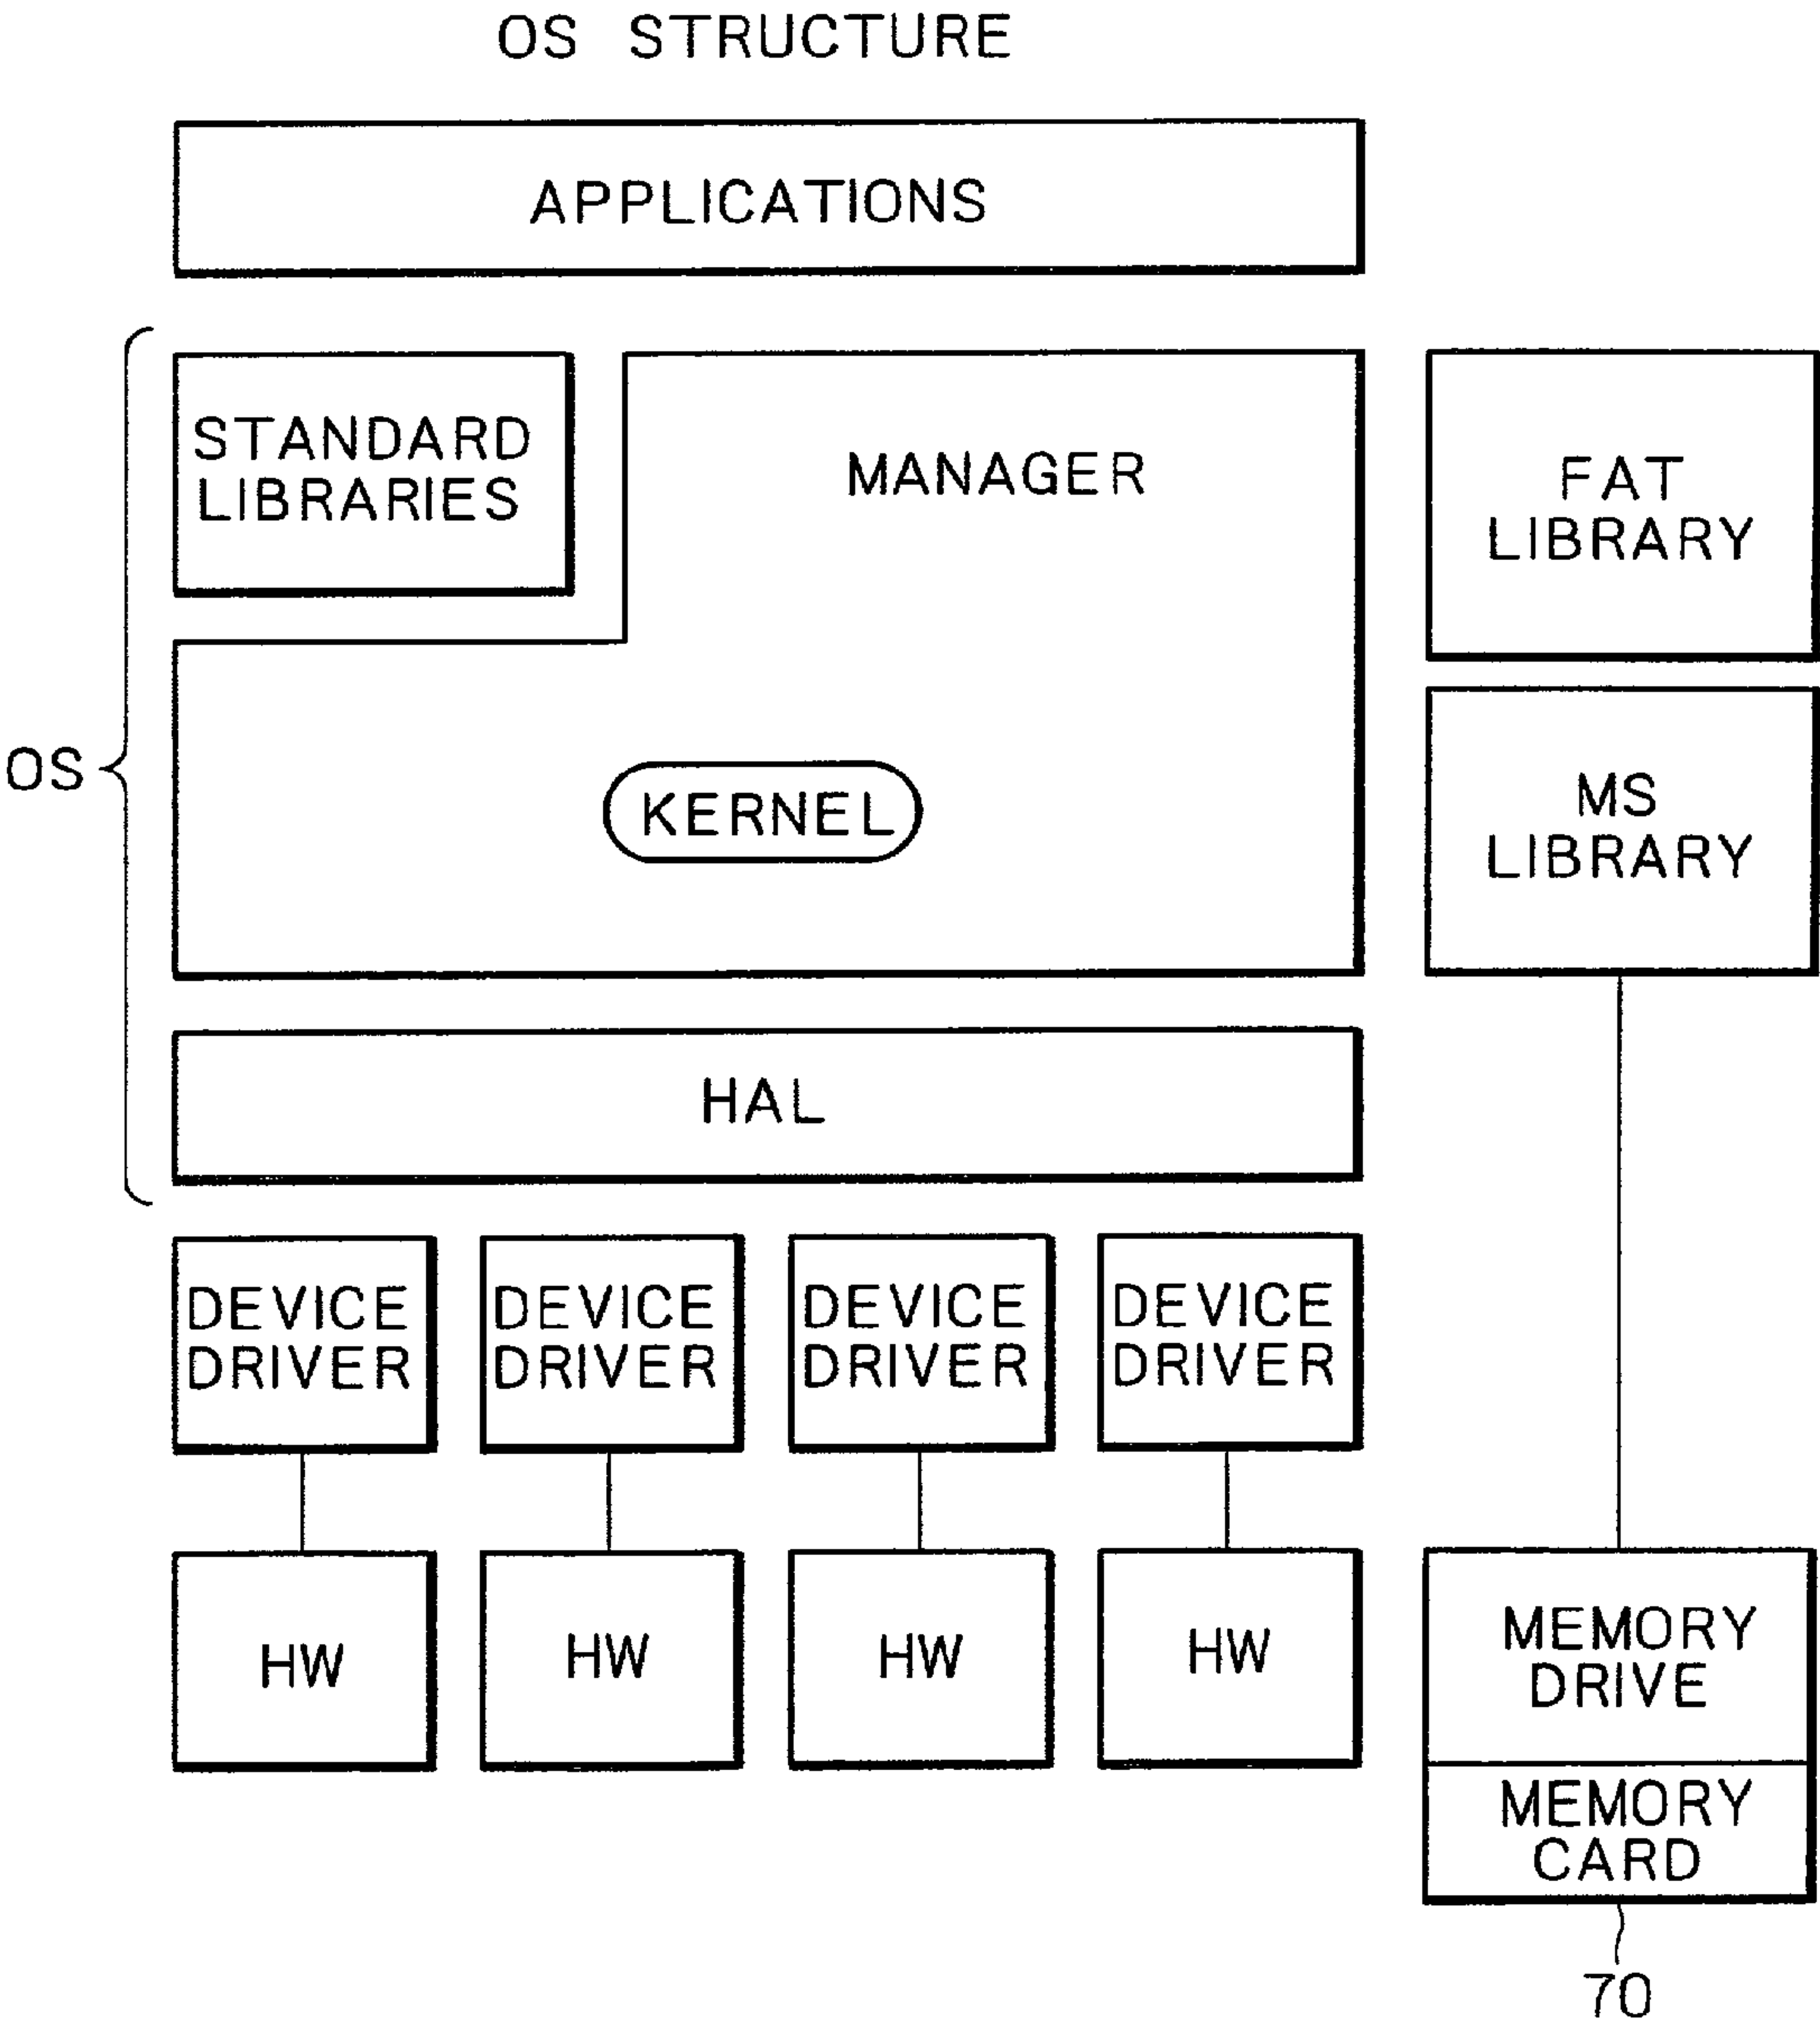 OS STRUCTURE
APPLICATIONS
OS
STANDARD
LIBRARIES
MANAGER
KERNEL
FAT
LIBRARY
MS
LIBRARY
HAL
DEVICE
DRIVER
DEVICE
DRIVER
DEVICE
DRIVER
DEVICE
DRIVER
HW
HW
HW
HW
MEMORY
DRIVE
MEMORY
CARD
70